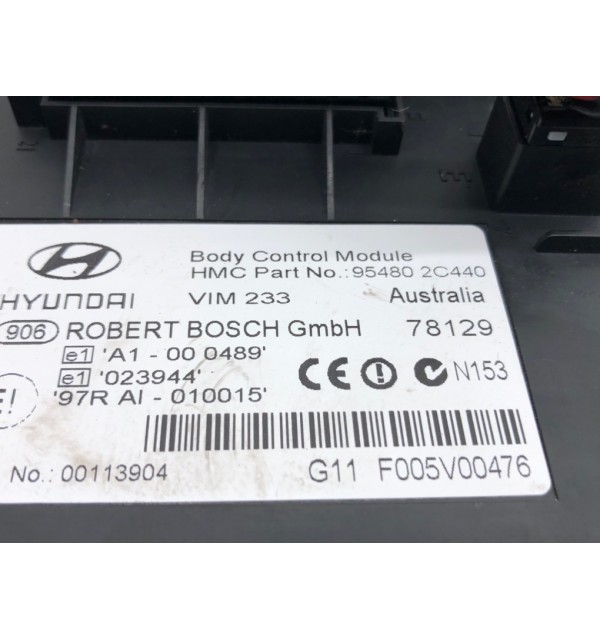 Body Control Module
HMC Part No.: 95480 2C440
HYUNDAI VIM 233 Australia
906 ROBERT BOSCH GmbH 78129
e1 'A1 - 00 0489'
e1 '023944'
'97R AI - 010015'
CE N153
E!
No.: 00113904 G11 F005V00476